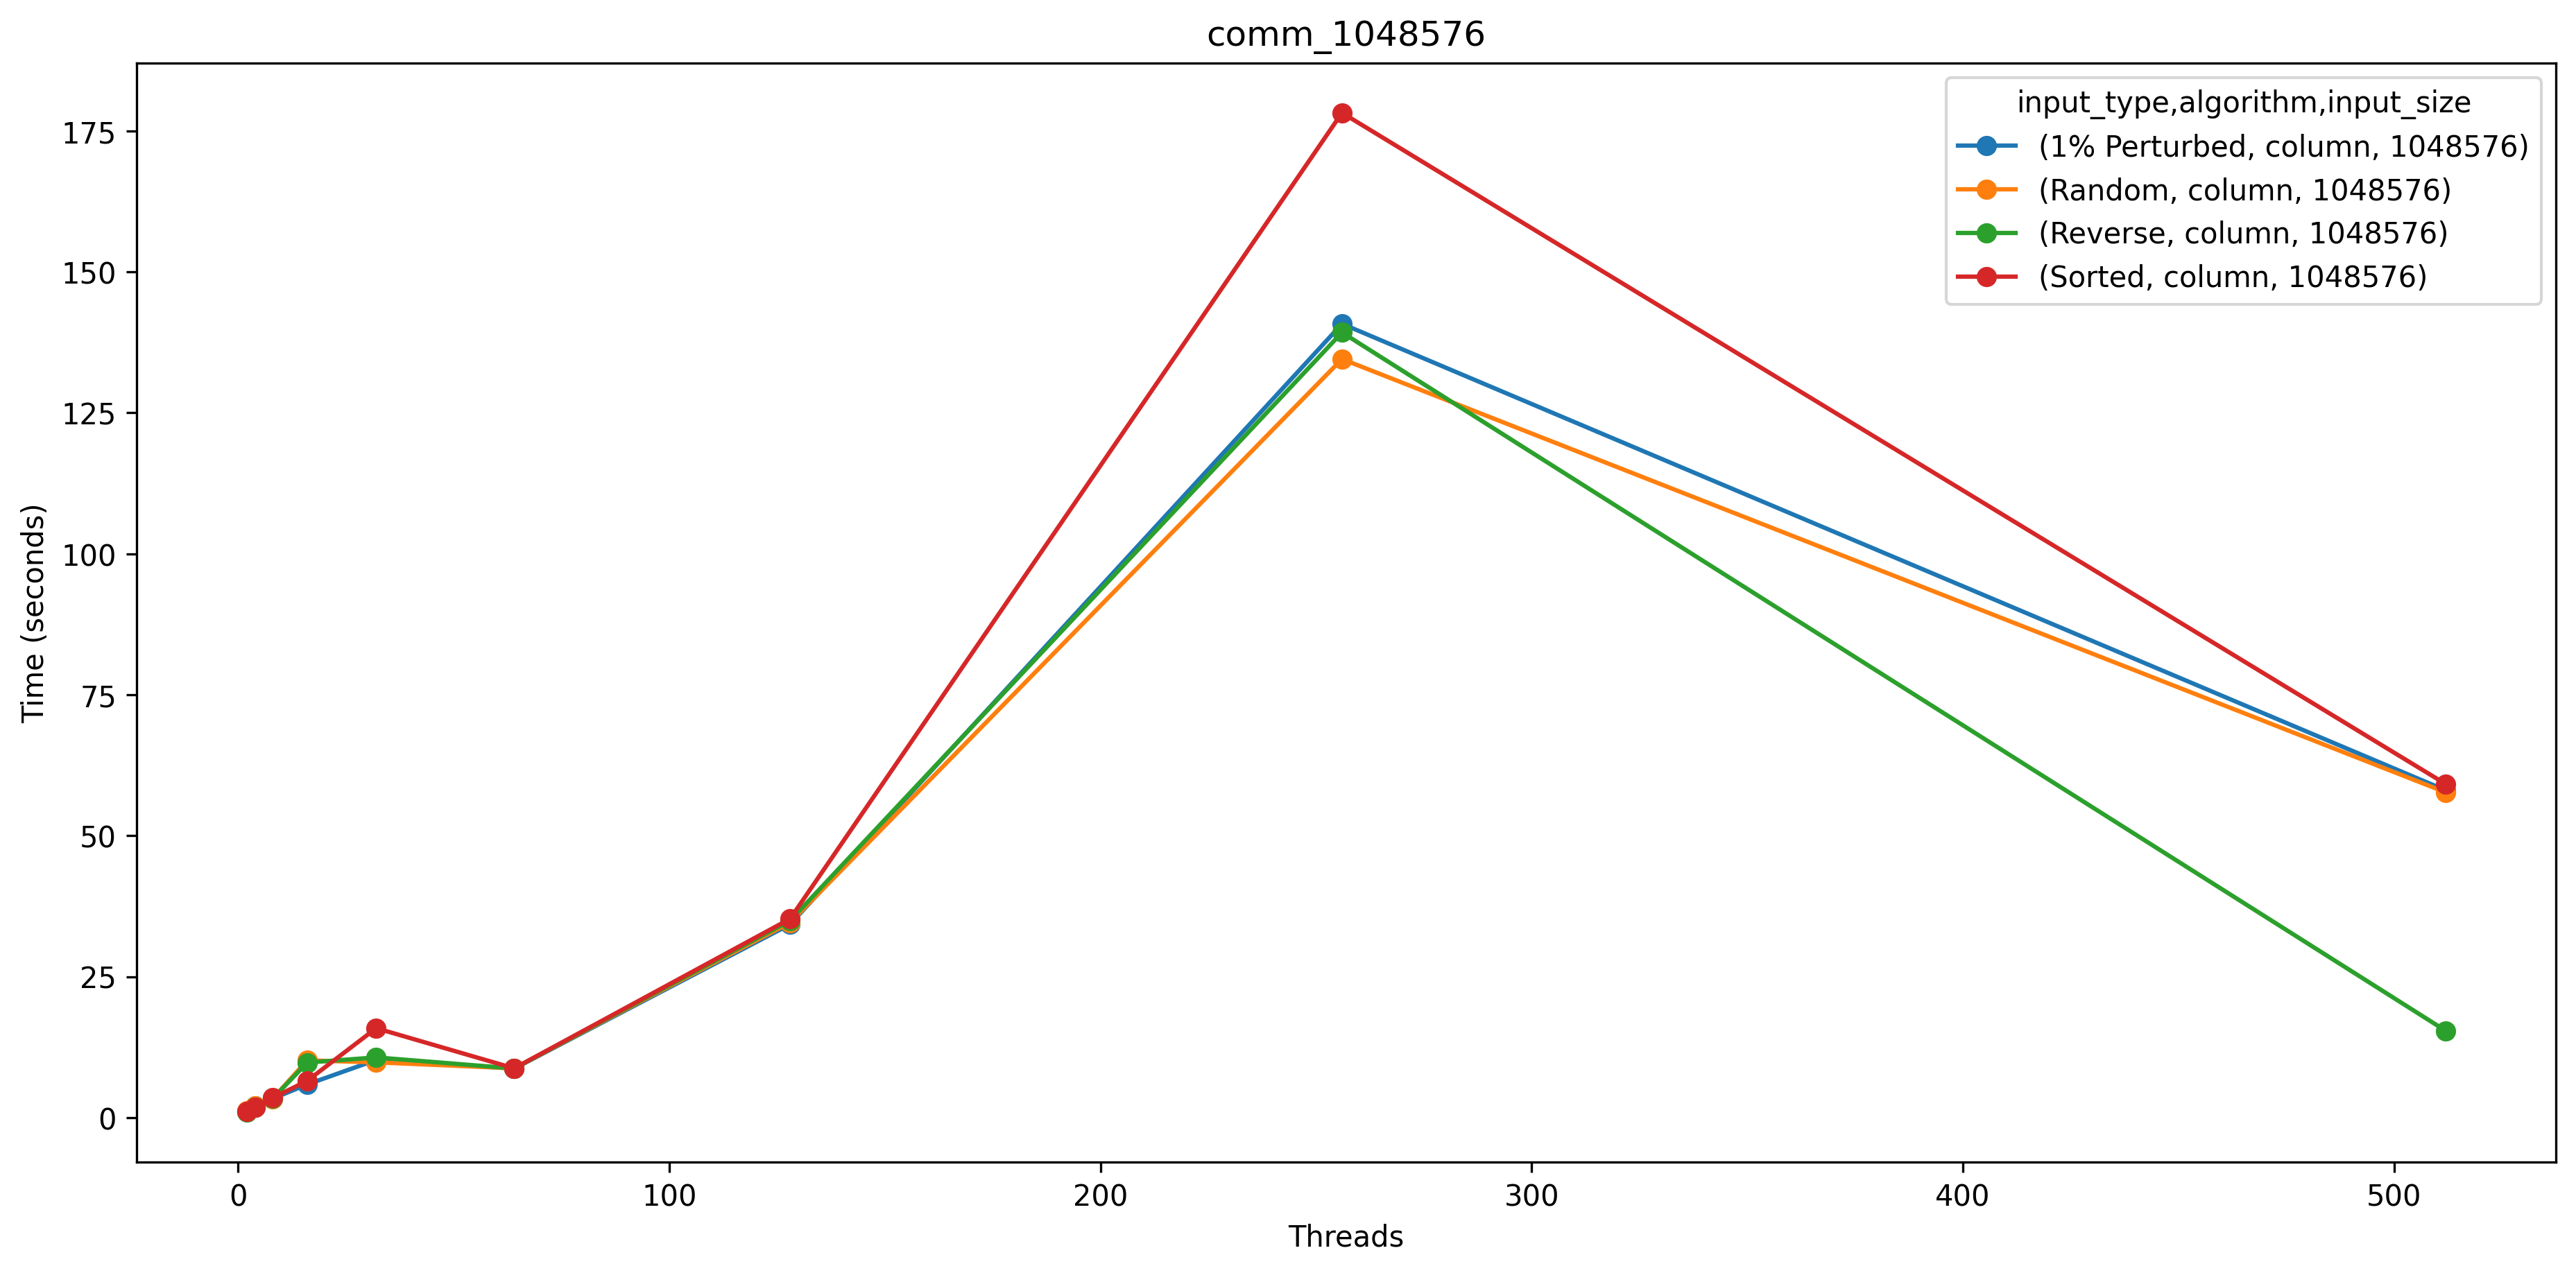 comm_1048576
input_type,algorithm,input_size
(1% Perturbed, column, 1048576)
(Random, column, 1048576)
(Reverse, column, 1048576)
(Sorted, column, 1048576)
Time (seconds)
175
150
125
100
75
50
25
0
0 100 200 300 400 500
Threads